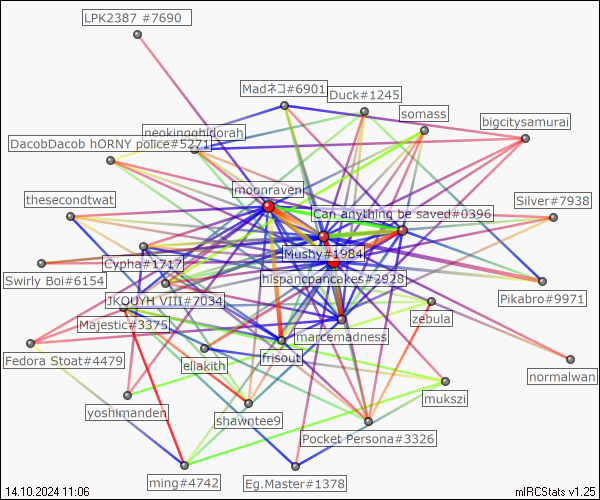 LPK2387 #7690
Madネコ#6901
Duck#1245
somass
bigcitysamurai
neokingghidorah
DacobDacob hORNY police#5271
moonraven
thesecondtwat
Can anything be saved#0396
Silver#7938
Mushy#1984
Cypha#1717
hispancpancakes#2928
Swirly Boi#6154
Pikabro#9971
JKOUYH VIII#7034
Majestic#3375
zebula
marcemadness
Fedora Stoat#4479
frisout
eliakith
normalwan
mukszi
yoshimanden
shawntee9
Pocket Persona#3326
ming#4742
Eg.Master#1378
14.10.2024 11:06
mIRCStats v1.25